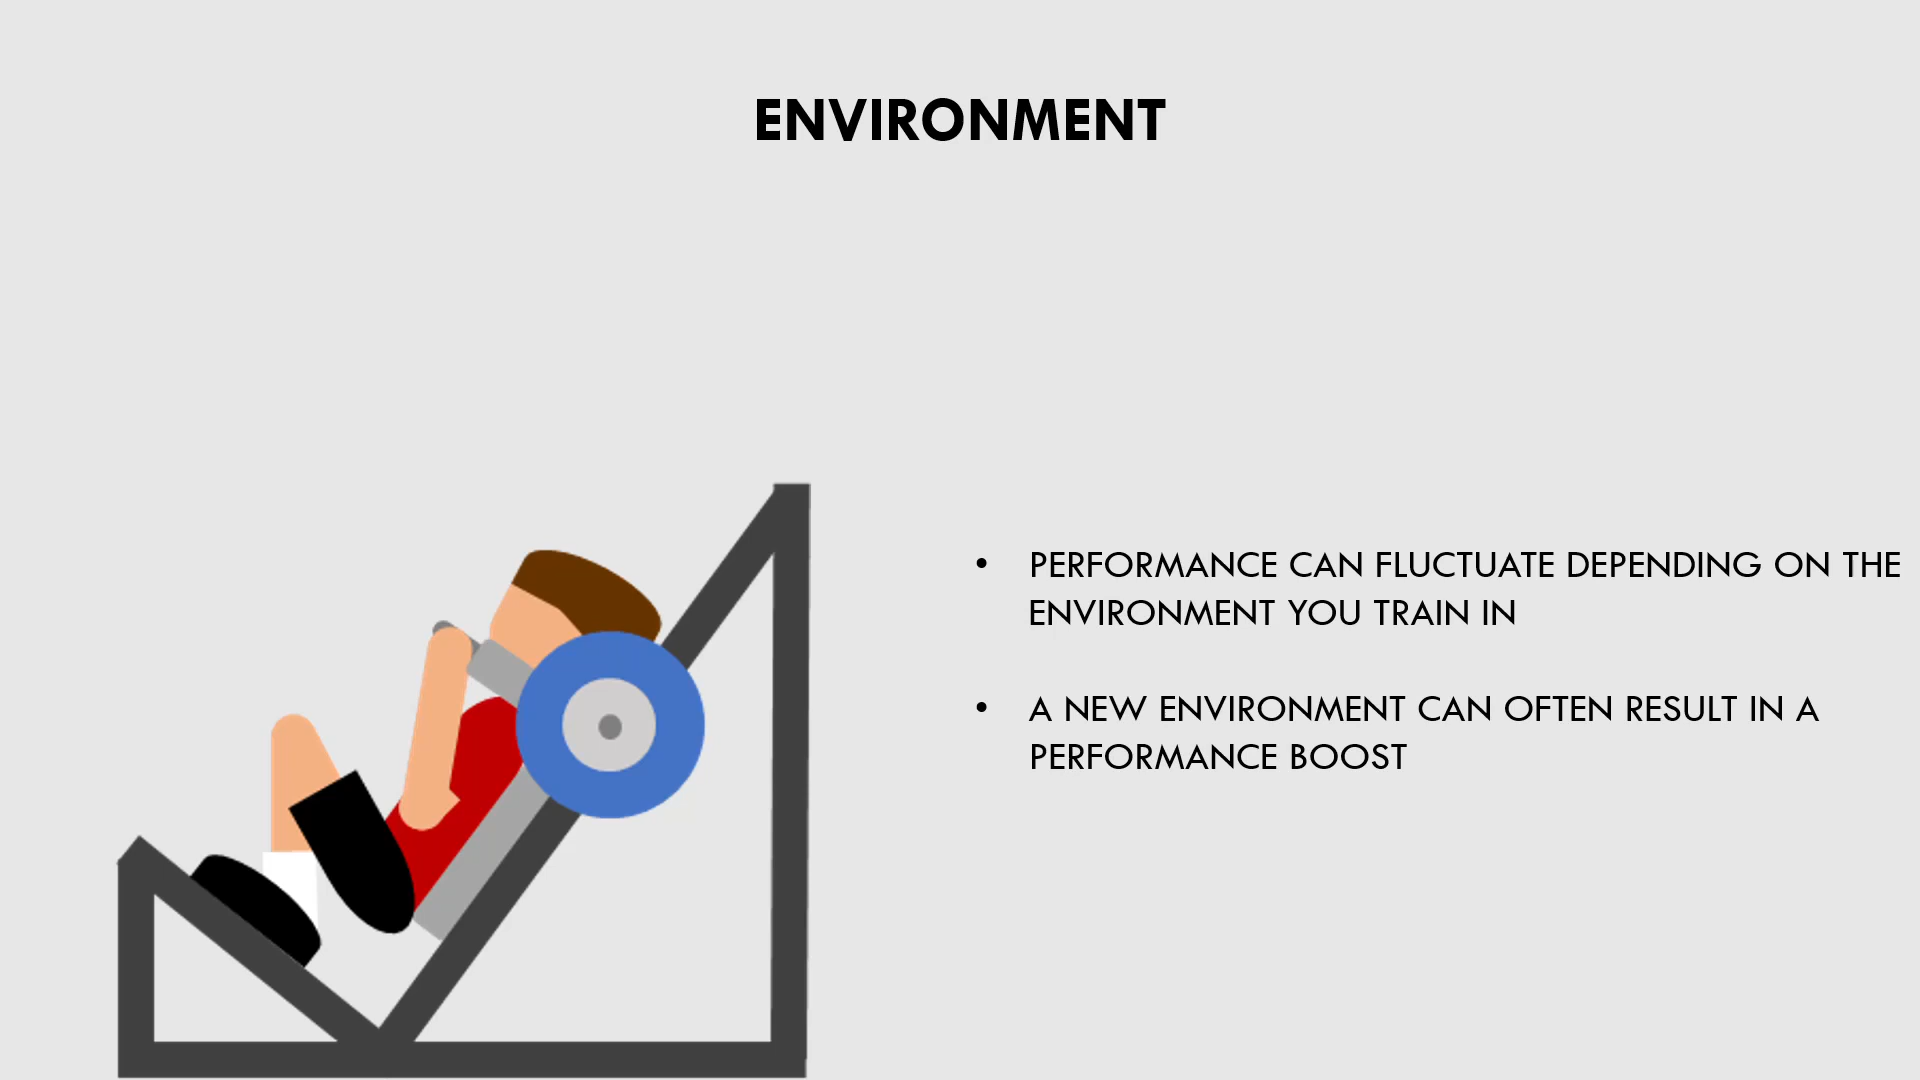 ENVIRONMENT
• PERFORMANCE CAN FLUCTUATE DEPENDING ON THE
ENVIRONMENT YOU TRAIN IN
• A NEW ENVIRONMENT CAN OFTEN RESULT IN A
PERFORMANCE BOOST